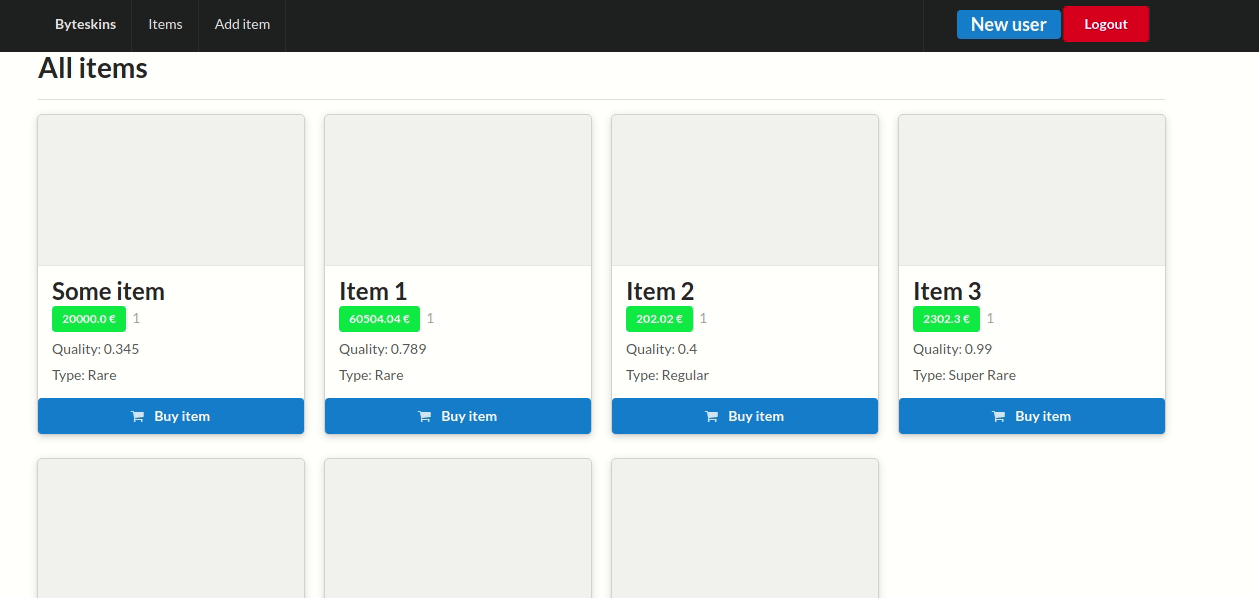 Byteskins Items Add item New user Logout
All items
Some item Item 1 Item 2 Item 3
20000.0 € 1 60504.04 € 1 202.02 € 1 2302.3 € 1
Quality: 0.345 Quality: 0.789 Quality: 0.4 Quality: 0.99
Type: Rare Type: Rare Type: Regular Type: Super Rare
Buy item Buy item Buy item Buy item